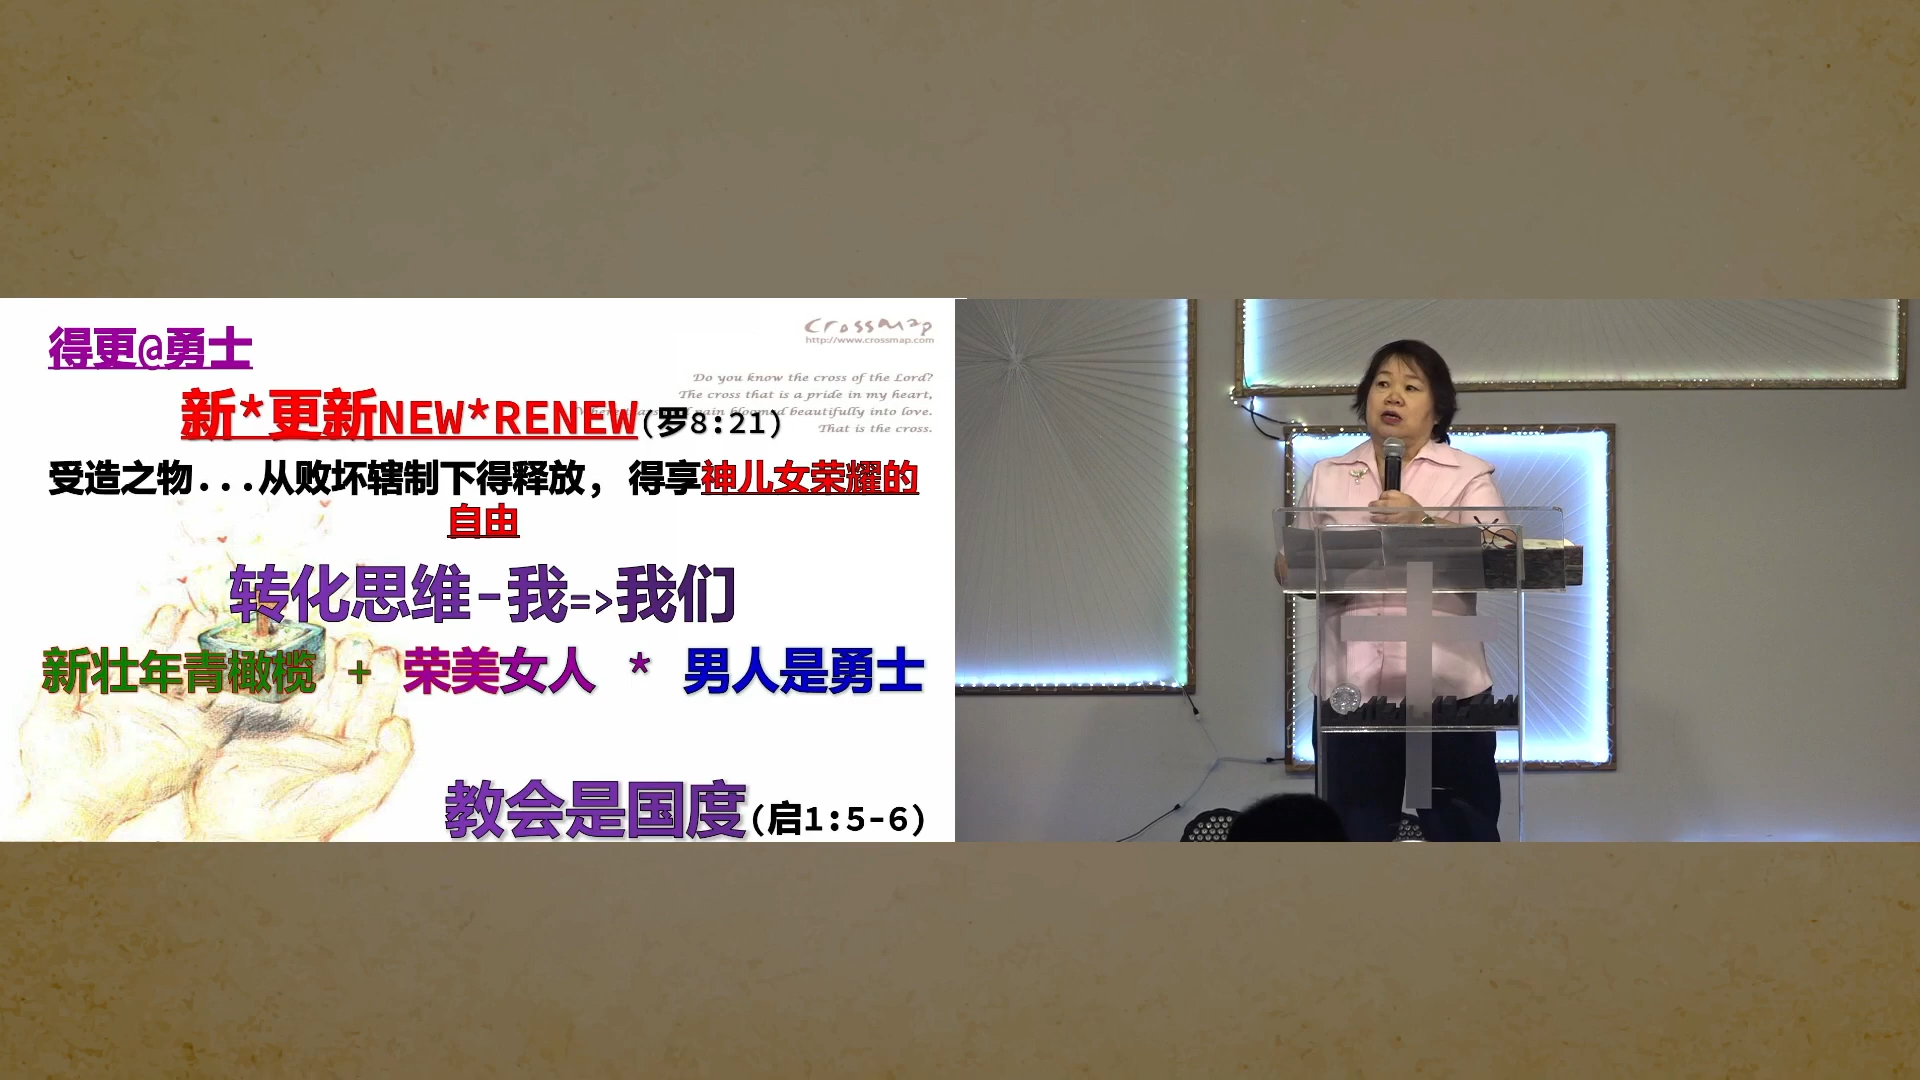 得更@勇士
crossmap
http://www.crossmap.com
Do you know the cross of the Lord?
The cross that is a pride in my heart,
新*更新NEW*RENEW(罗8:21)
pain bloomed beautifully into love.
That is the cross.
受造之物...从败坏辖制下得释放, 得享神儿女荣耀的
自由
转化思维-我=>我们
新壮年青橄榄 + 荣美女人 * 男人是勇士
教会是国度(启1:5-6)